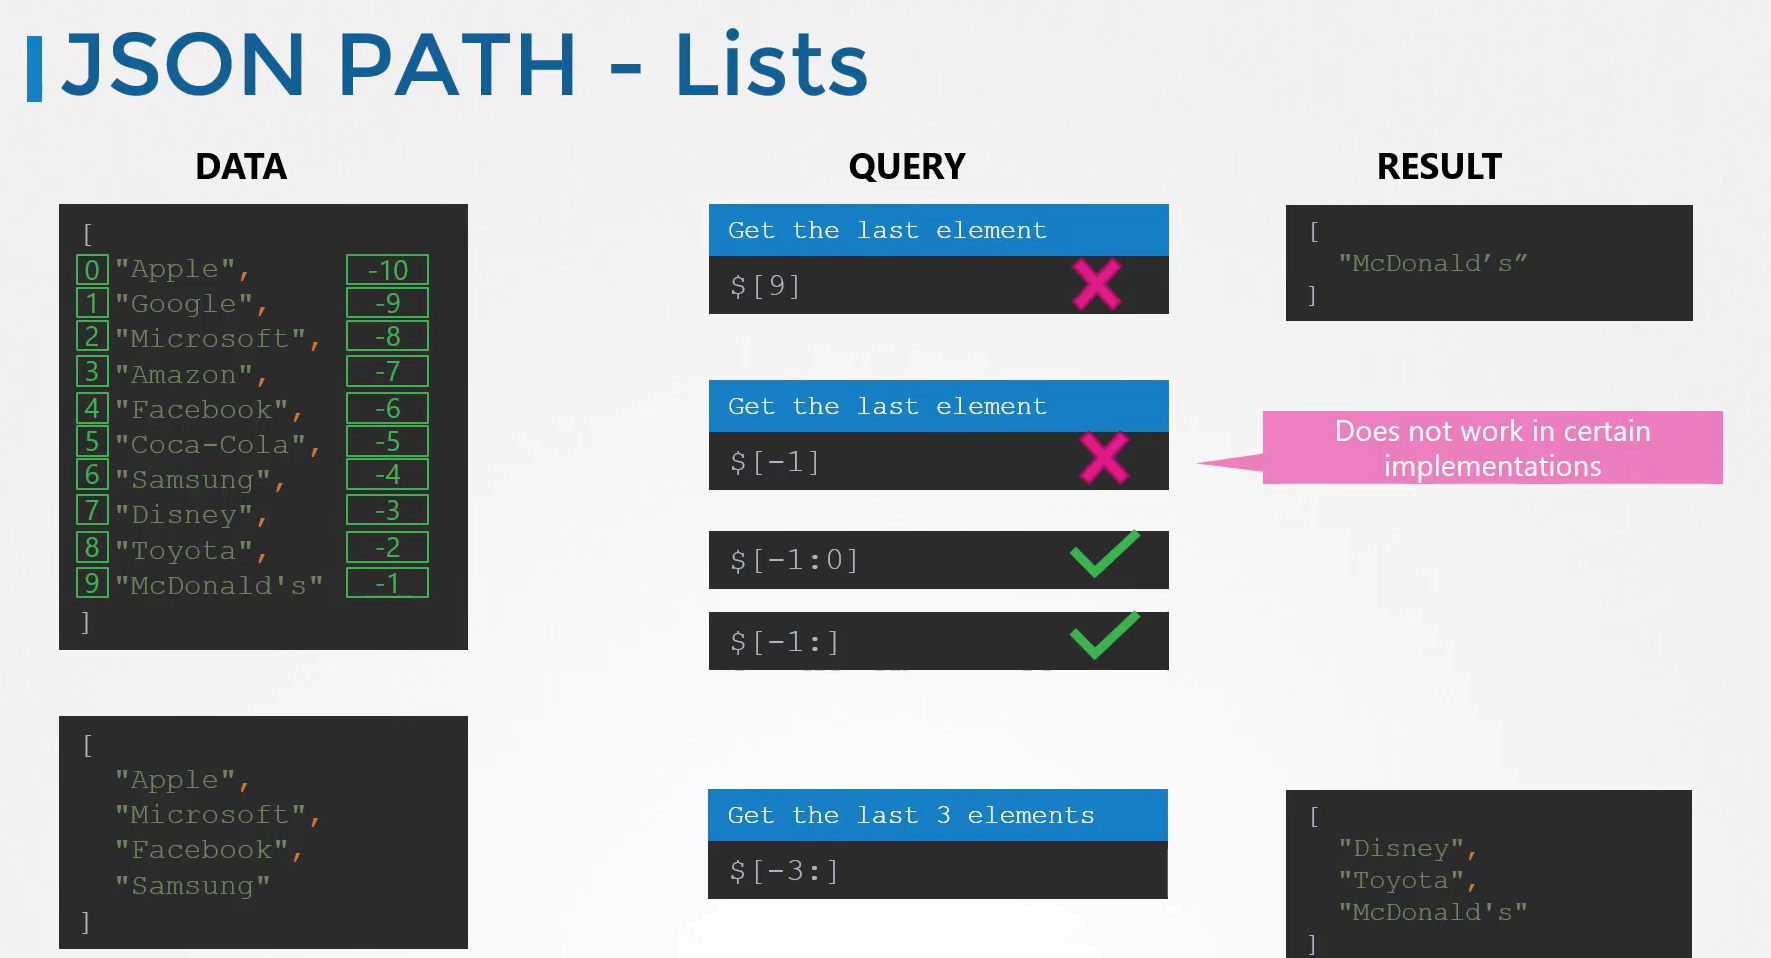 JSON PATH - Lists
DATA
QUERY
RESULT
[
0 "Apple", -10
1 "Google", -9
2 "Microsoft", -8
3 "Amazon", -7
4 "Facebook", -6
5 "Coca-Cola", -5
6 "Samsung", -4
7 "Disney", -3
8 "Toyota", -2
9 "McDonald's" -1
]
Get the last element
$[9]
[
"McDonald’s”
]
Get the last element
$[-1]
Does not work in certain
implementations
$[-1:0]
$[-1:]
[
"Apple",
"Microsoft",
"Facebook",
"Samsung"
]
Get the last 3 elements
$[-3:]
[
"Disney",
"Toyota",
"McDonald's"
]